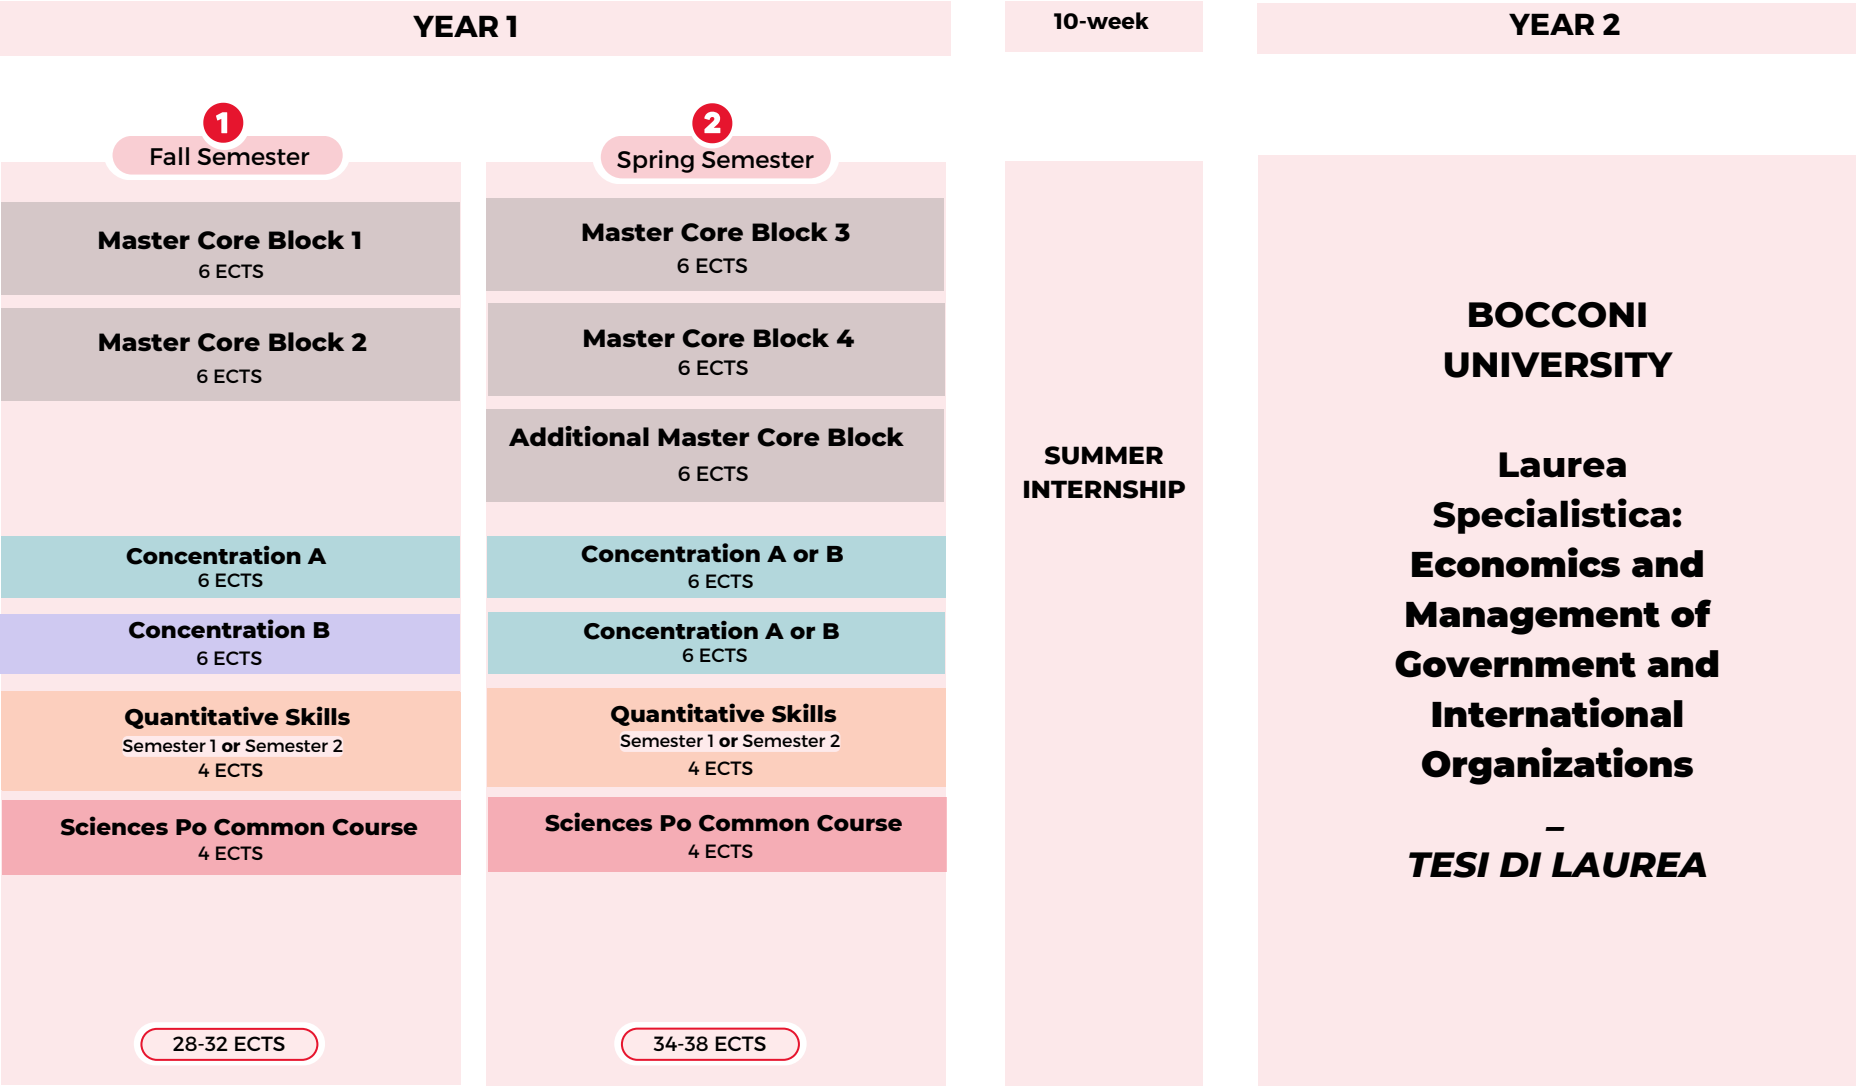 YEAR 1
10-week
YEAR 2
1
Fall Semester
Master Core Block 1
6 ECTS
Master Core Block 2
6 ECTS
Concentration A
6 ECTS
Concentration B
6 ECTS
Quantitative Skills
Semester 1 or Semester 2
4 ECTS
Sciences Po Common Course
4 ECTS
28-32 ECTS
2
Spring Semester
Master Core Block 3
6 ECTS
Master Core Block 4
6 ECTS
Additional Master Core Block
6 ECTS
Concentration A or B
6 ECTS
Concentration A or B
6 ECTS
Quantitative Skills
Semester 1 or Semester 2
4 ECTS
Sciences Po Common Course
4 ECTS
34-38 ECTS
SUMMER
INTERNSHIP
BOCCONI
UNIVERSITY
Laurea
Specialistica:
Economics and
Management of
Government and
International
Organizations
–
TESI DI LAUREA